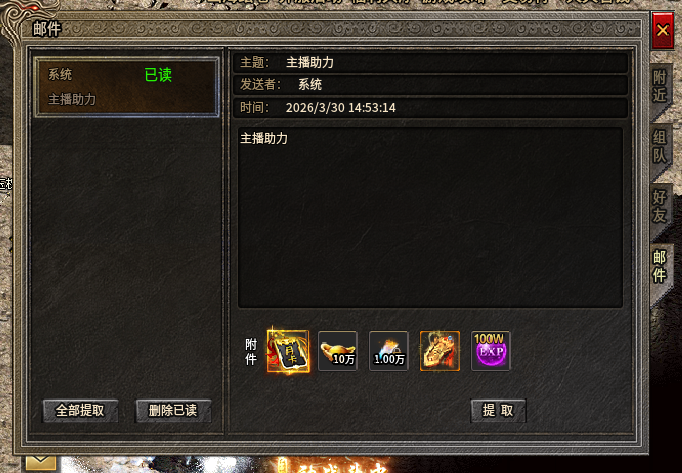 邮件
系统
已读
主播助力
主题： 主播助力
发送者： 系统
时间： 2026/3/30 14:53:14
主播助力
附件
月卡
10万
1.00万
100W
EXP
全部提取
删除已读
提 取
附近
组队
好友
邮件